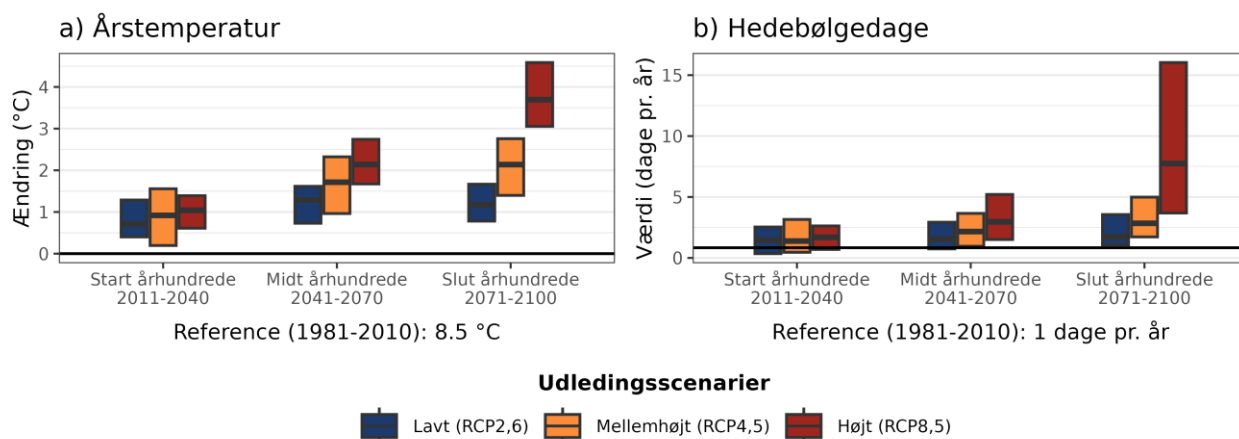 a) Årstemperatur
Ændring (°C)
4
3
2
1
0
Start århundrede
2011-2040
Midt århundrede
2041-2070
Slut århundrede
2071-2100
Reference (1981-2010): 8.5 °C
b) Hedebølgedage
Værdi (dage pr. år)
15
10
5
0
Start århundrede
2011-2040
Midt århundrede
2041-2070
Slut århundrede
2071-2100
Reference (1981-2010): 1 dage pr. år
Udledingsscenarier
Lavt (RCP2,6)
Mellemhøjt (RCP4,5)
Højt (RCP8,5)